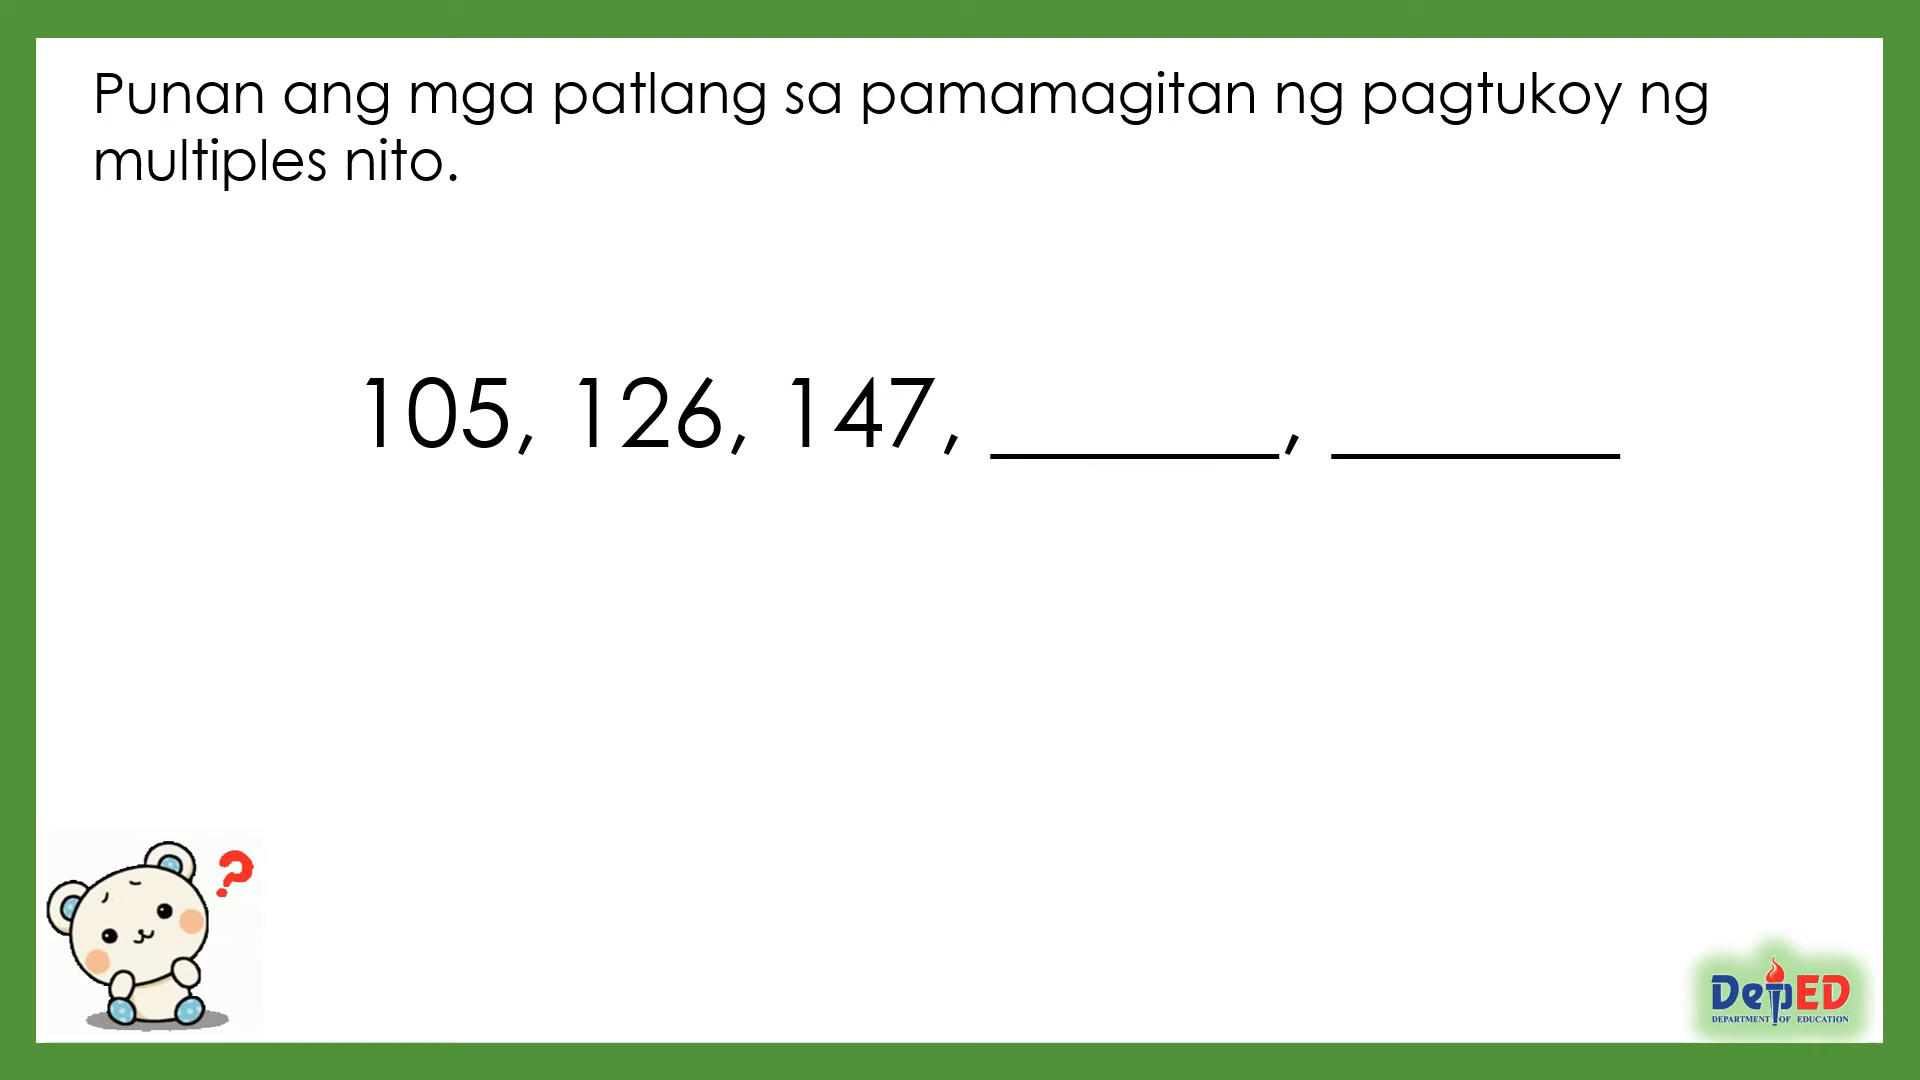 Punan ang mga patlang sa pamamagitan ng pagtukoy ng
multiples nito.
105, 126, 147, ______, ______
?
DepED
DEPARTMENT OF EDUCATION